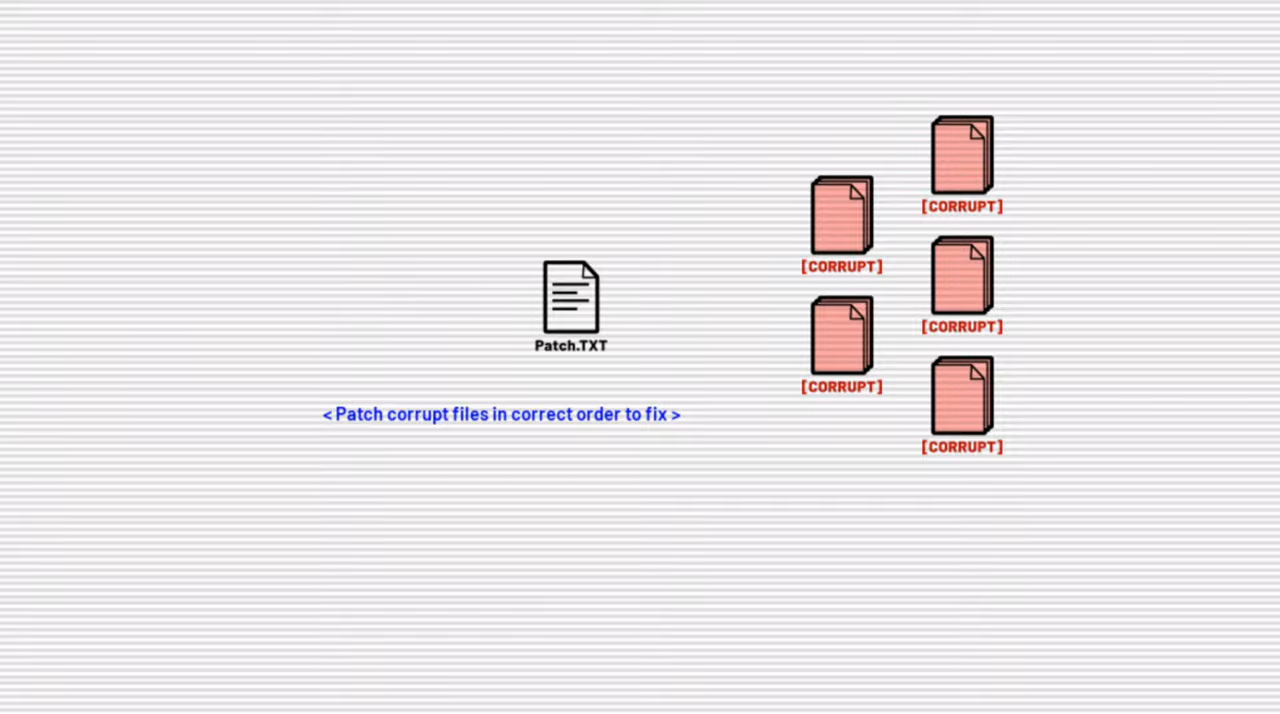 [CORRUPT]
[CORRUPT]
[CORRUPT]
Patch.TXT
[CORRUPT]
< Patch corrupt files in correct order to fix >
[CORRUPT]